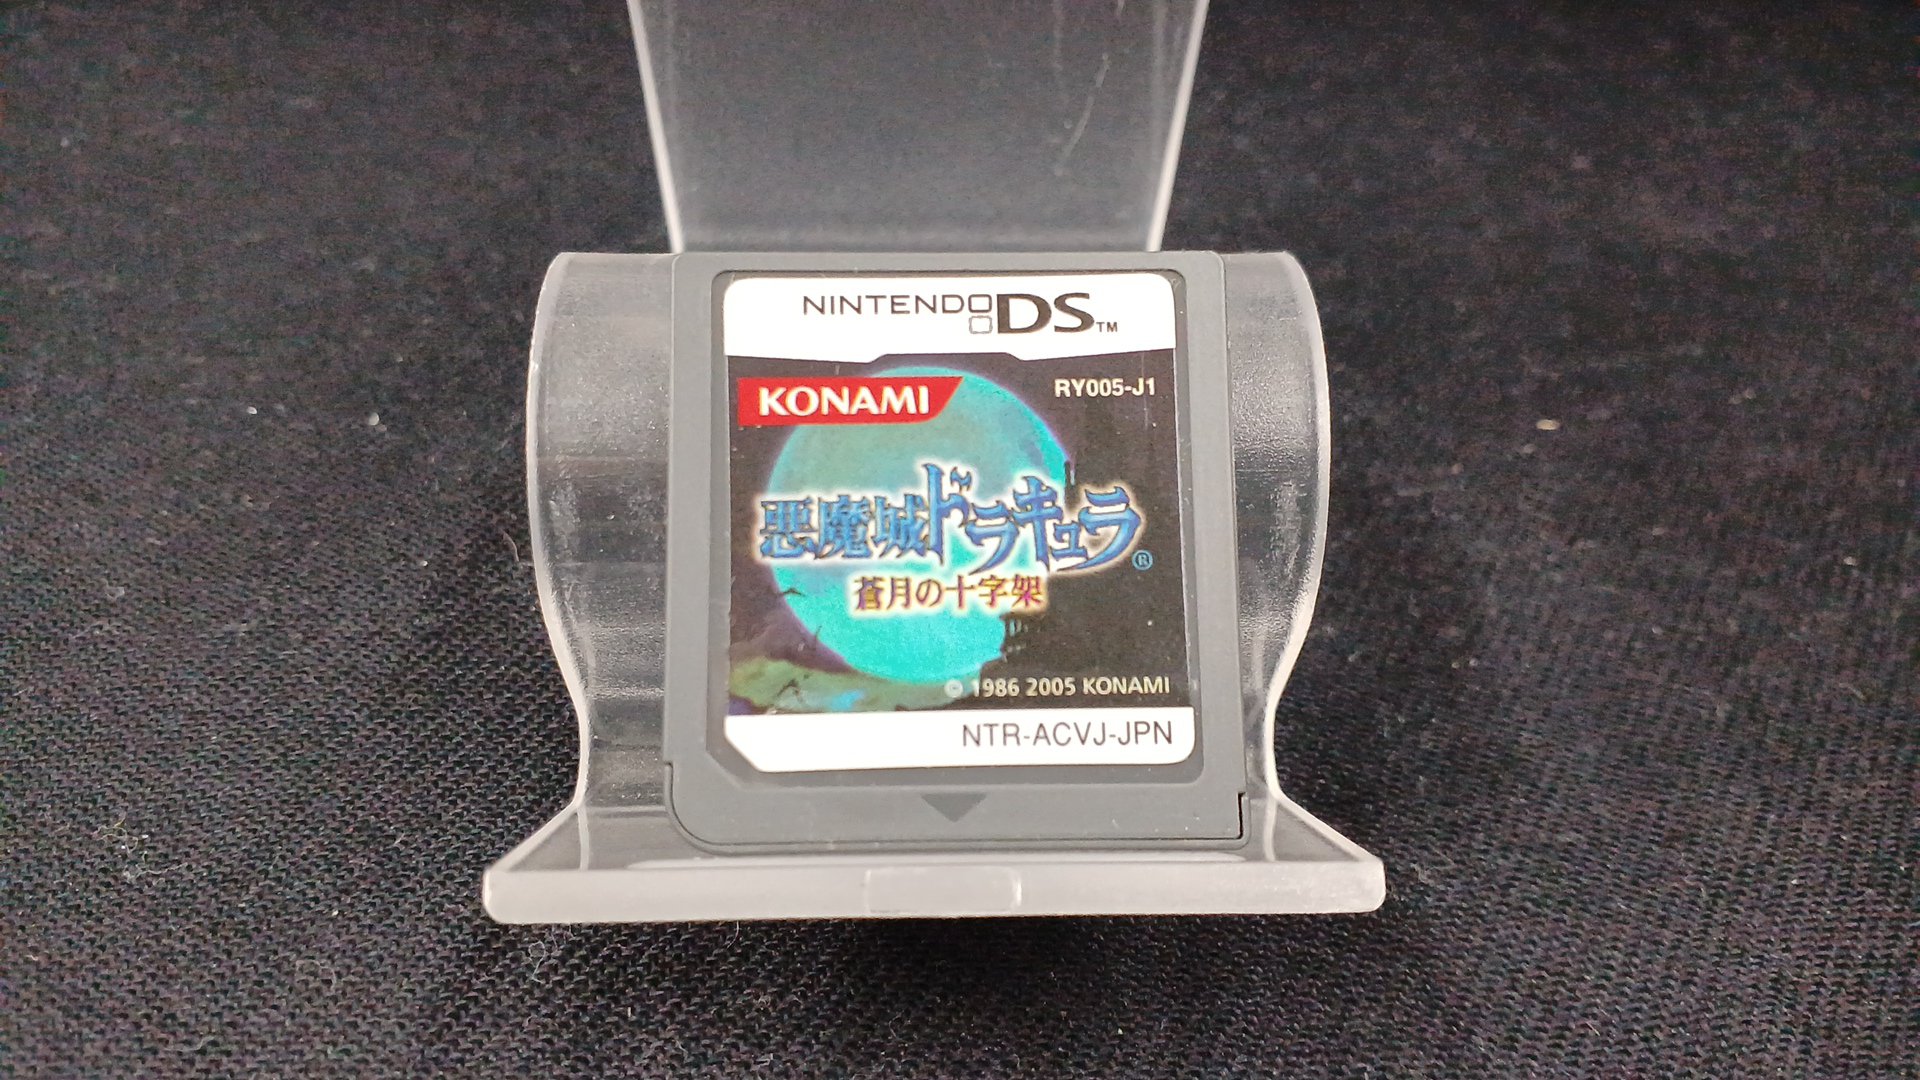 NINTENDO DS™
KONAMI
RY005-J1
悪魔城ドラキュラ®
蒼月の十字架
© 1986 2005 KONAMI
NTR-ACVJ-JPN